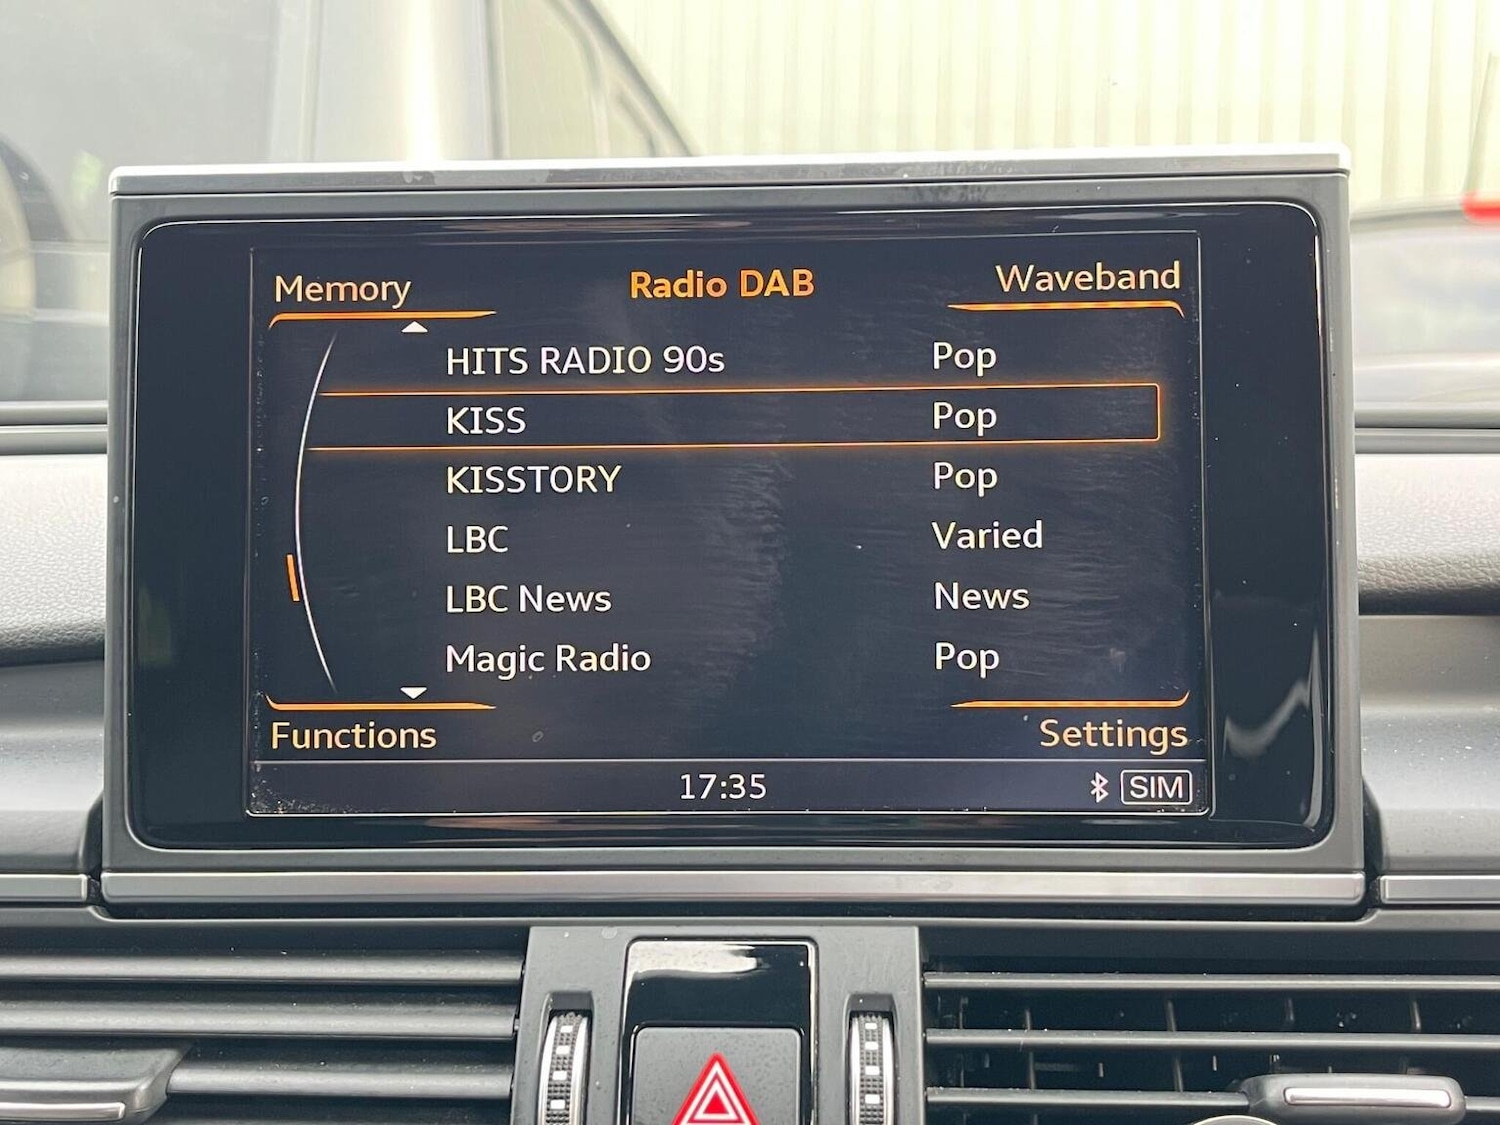 Memory Radio DAB Waveband
HITS RADIO 90s Pop
KISS Pop
KISSTORY Pop
LBC Varied
LBC News News
Magic Radio Pop
Functions Settings
17:35 SIM